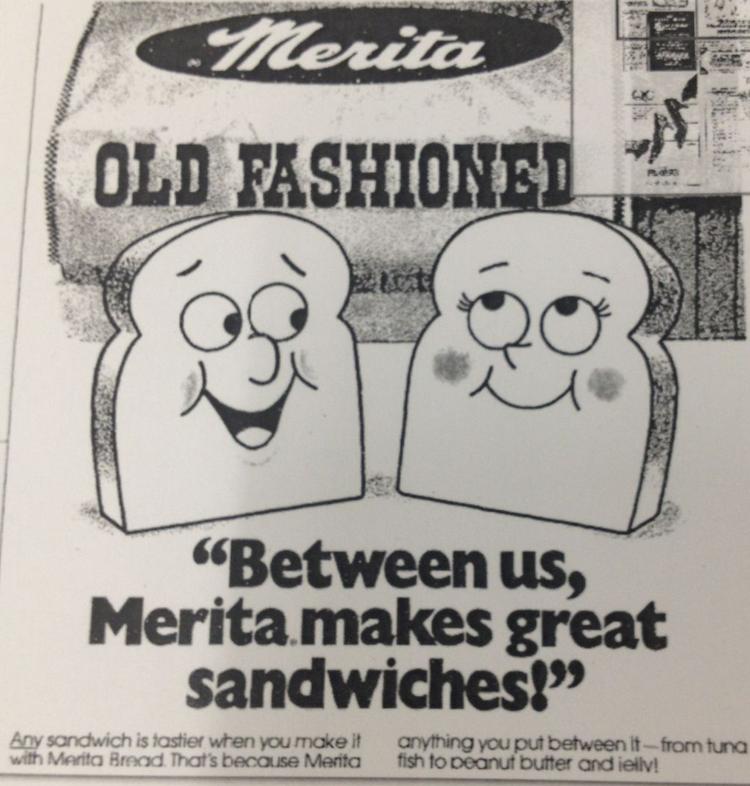 Merita
OLD FASHIONED
“Between us,
Merita makes great
sandwiches!”
Any sandwich is tastier when you make it
with Merita Bread. That's because Merita
anything you put between it—from tuna
fish to peanut butter and jelly!